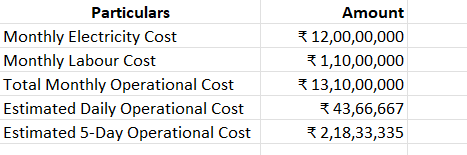 Particulars Amount
Monthly Electricity Cost ₹ 12,00,00,000
Monthly Labour Cost ₹ 1,10,00,000
Total Monthly Operational Cost ₹ 13,10,00,000
Estimated Daily Operational Cost ₹ 43,66,667
Estimated 5-Day Operational Cost ₹ 2,18,33,335